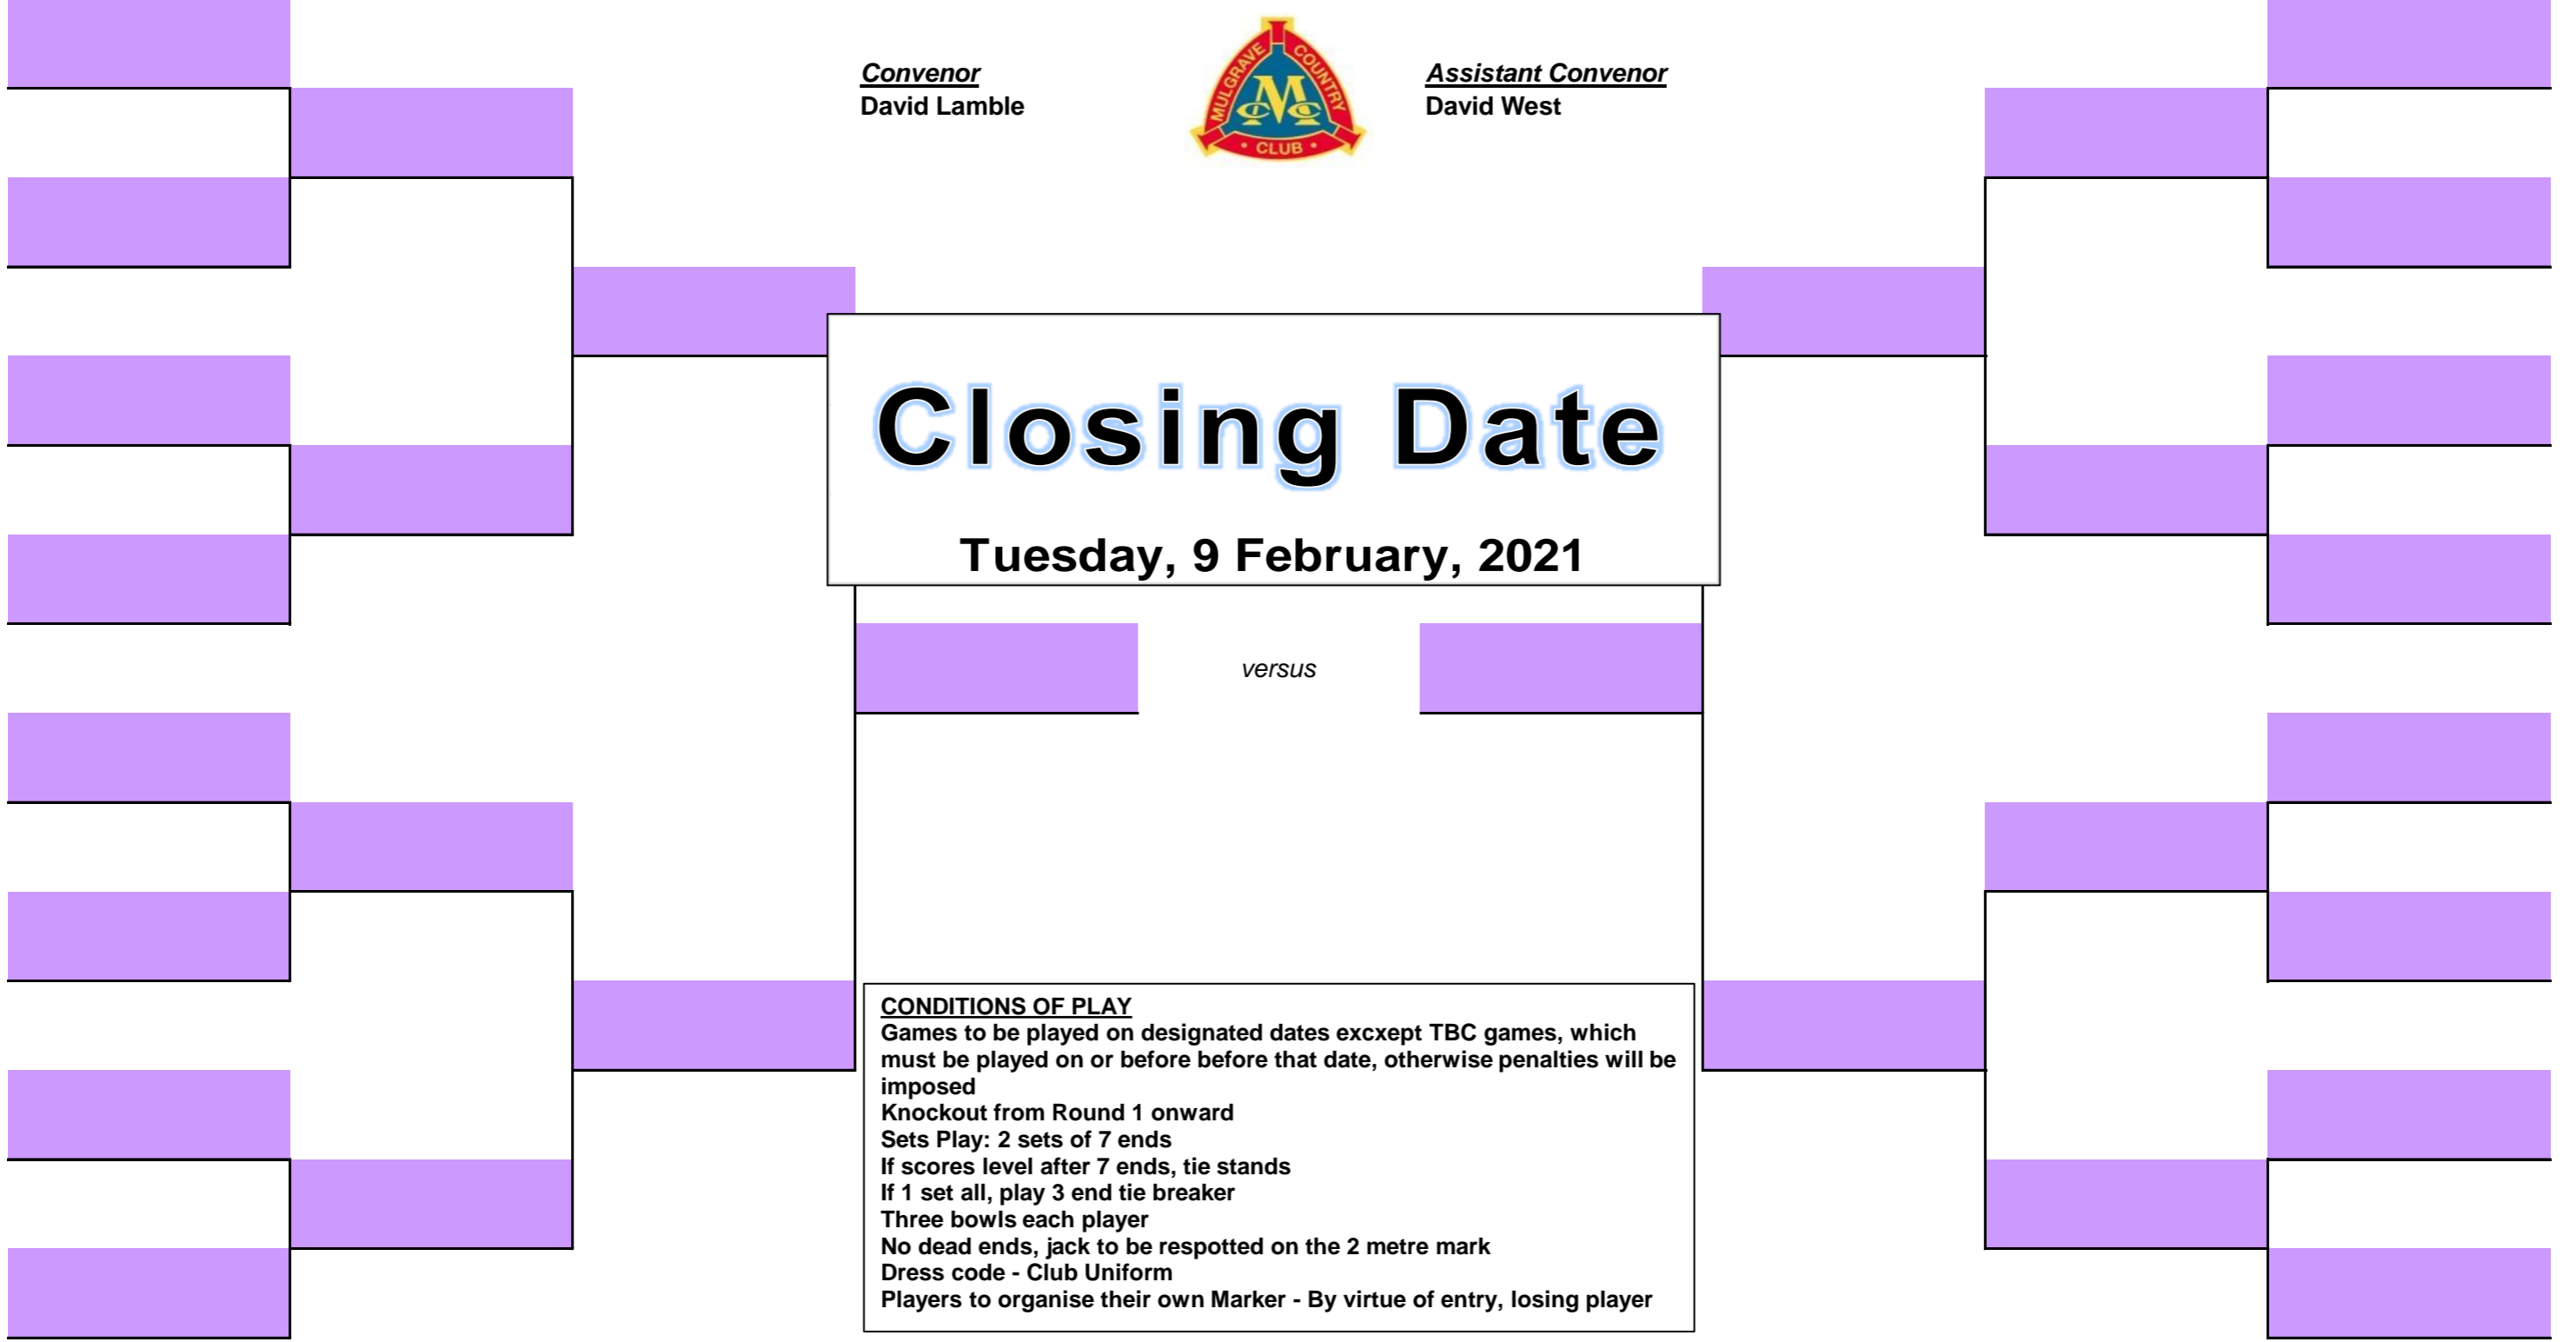 Convenor
David Lamble
MULGRAVE COUNTRY CLUB
MCC
Assistant Convenor
David West
Closing Date
Tuesday, 9 February, 2021
versus
CONDITIONS OF PLAY
Games to be played on designated dates excxept TBC games, which
must be played on or before before that date, otherwise penalties will be
imposed
Knockout from Round 1 onward
Sets Play: 2 sets of 7 ends
If scores level after 7 ends, tie stands
If 1 set all, play 3 end tie breaker
Three bowls each player
No dead ends, jack to be respotted on the 2 metre mark
Dress code - Club Uniform
Players to organise their own Marker - By virtue of entry, losing player